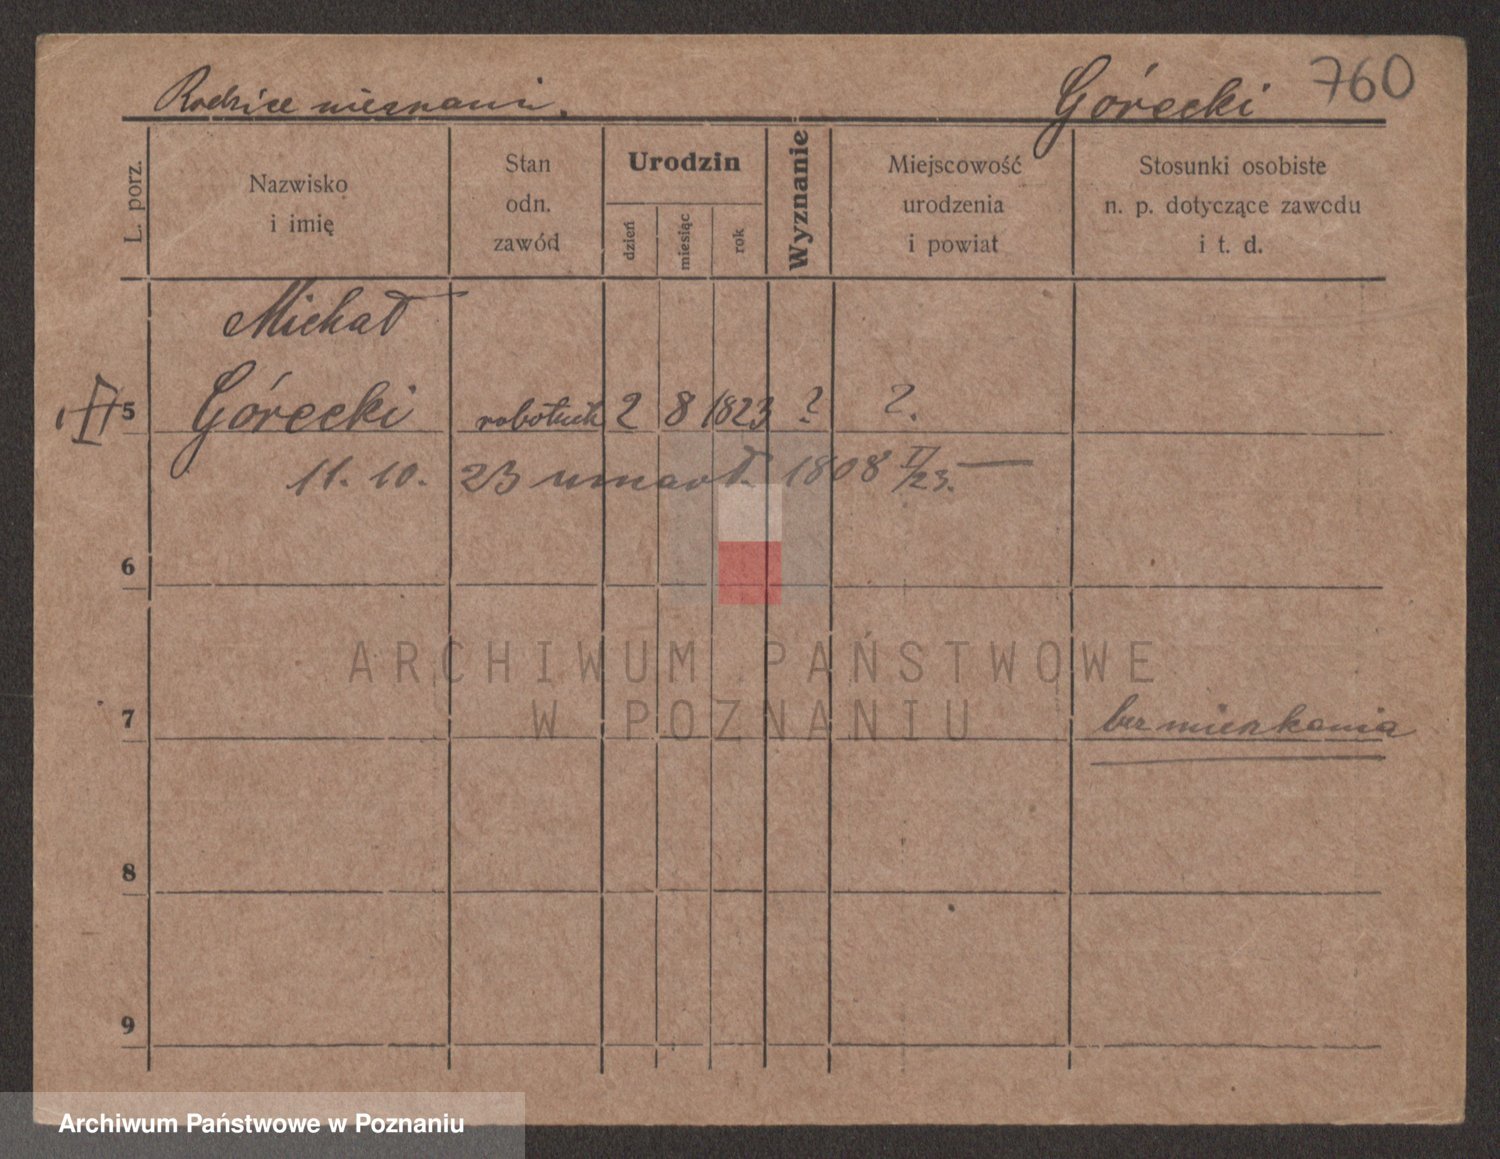 Rodzice nieznani.
Górecki 760
L. porz.
Nazwisko
i imię
Stan
odn.
zawód
Urodzin
dzień
miesiąc
rok
Wyznanie
Miejscowość
urodzenia
i powiat
Stosunki osobiste
n. p. dotyczące zawodu
i t. d.
Michał
5 Górecki robotnik 2 8 1823 ? ?.
11. 10. 23 umarł. 1808 II/23.
6
ARCHIWUM PAŃSTWOWE
W POZNANIU
7 bez mieszkania
8
9
Archiwum Państwowe w Poznaniu